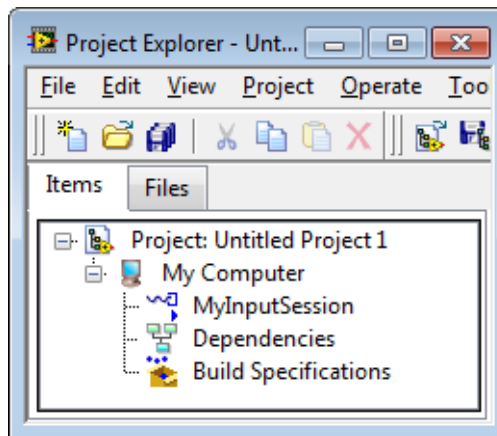 Project Explorer - Unt...
File Edit View Project Operate Too
Items Files
Project: Untitled Project 1
My Computer
MyInputSession
Dependencies
Build Specifications